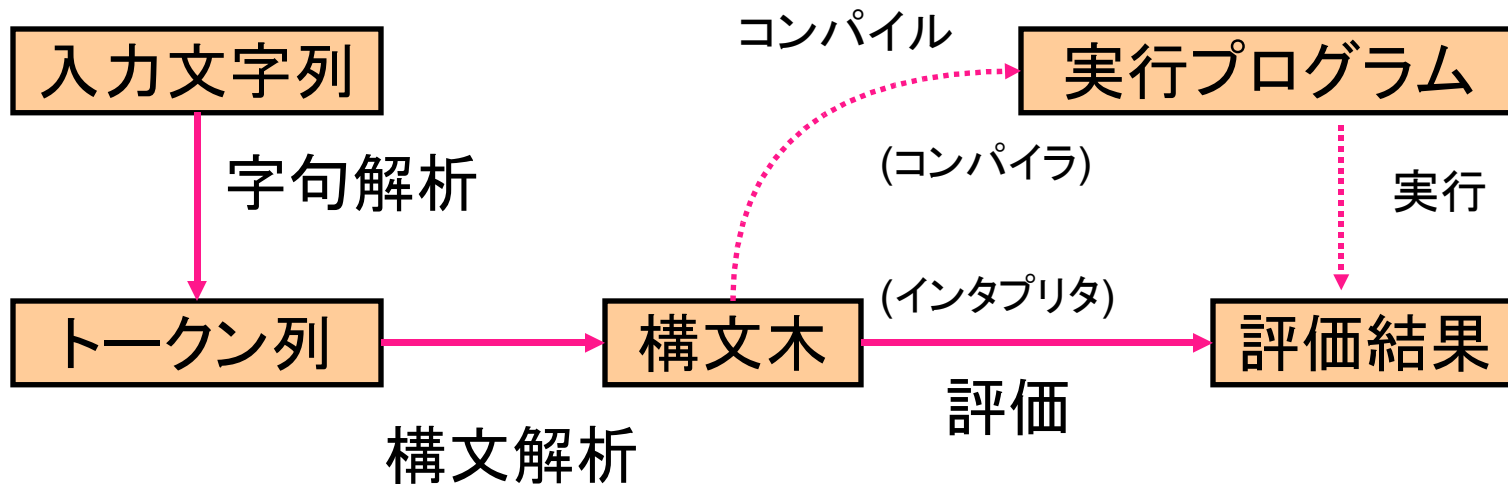 入力文字列
コンパイル
実行プログラム
字句解析
(コンパイラ)
実行
トークン列
構文木
(インタプリタ)
評価結果
構文解析
評価